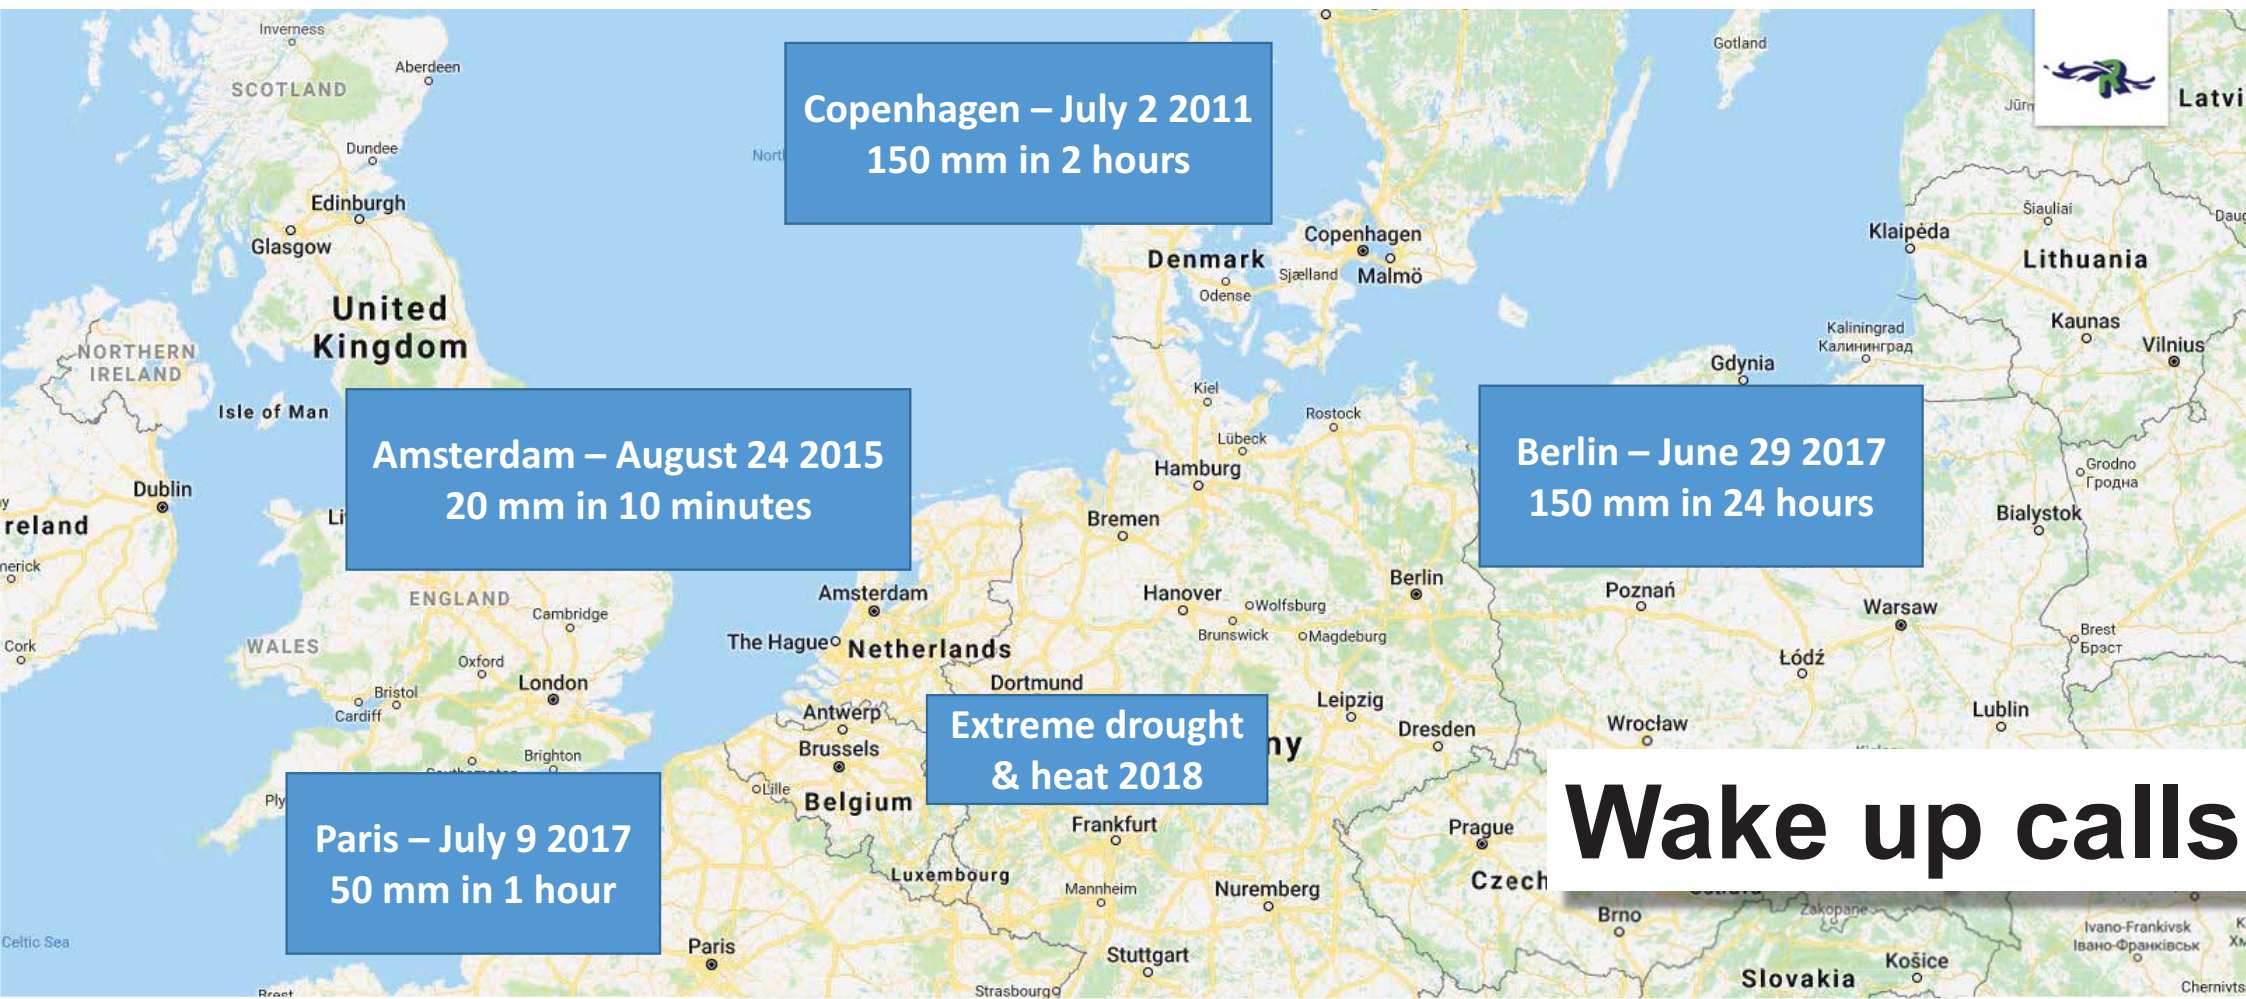 Inverness
Aberdeen
SCOTLAND
Dundee
Edinburgh
Glasgow
United
Kingdom
NORTHERN
IRELAND
Isle of Man
Dublin
Cork
WALES
ENGLAND
Cambridge
Oxford
London
Bristol
Cardiff
Brighton
Celtic Sea
Copenhagen – July 2 2011
150 mm in 2 hours
Gotland
Copenhagen
Denmark
Sjælland
Malmö
Odense
Klaipėda
Šiauliai
Lithuania
Kaunas
Vilnius
Kaliningrad
Калининград
Gdynia
Amsterdam – August 24 2015
20 mm in 10 minutes
Kiel
Rostock
Lübeck
Hamburg
Bremen
Berlin – June 29 2017
150 mm in 24 hours
Grodno
Гродна
Bialystok
Amsterdam
The Hague
Netherlands
Hanover
Wolfsburg
Brunswick
Magdeburg
Berlin
Poznań
Warsaw
Łódź
Brest
Брэст
Dortmund
Antwerp
Brussels
Lille
Belgium
Extreme drought
& heat 2018
Leipzig
Dresden
Wrocław
Lublin
Wake up calls
Paris – July 9 2017
50 mm in 1 hour
Frankfurt
Prague
Luxembourg
Mannheim
Nuremberg
Brno
Zakopane
Ivano-Frankivsk
Івано-Франківськ
Paris
Stuttgart
Strasbourg
Slovakia
Košice